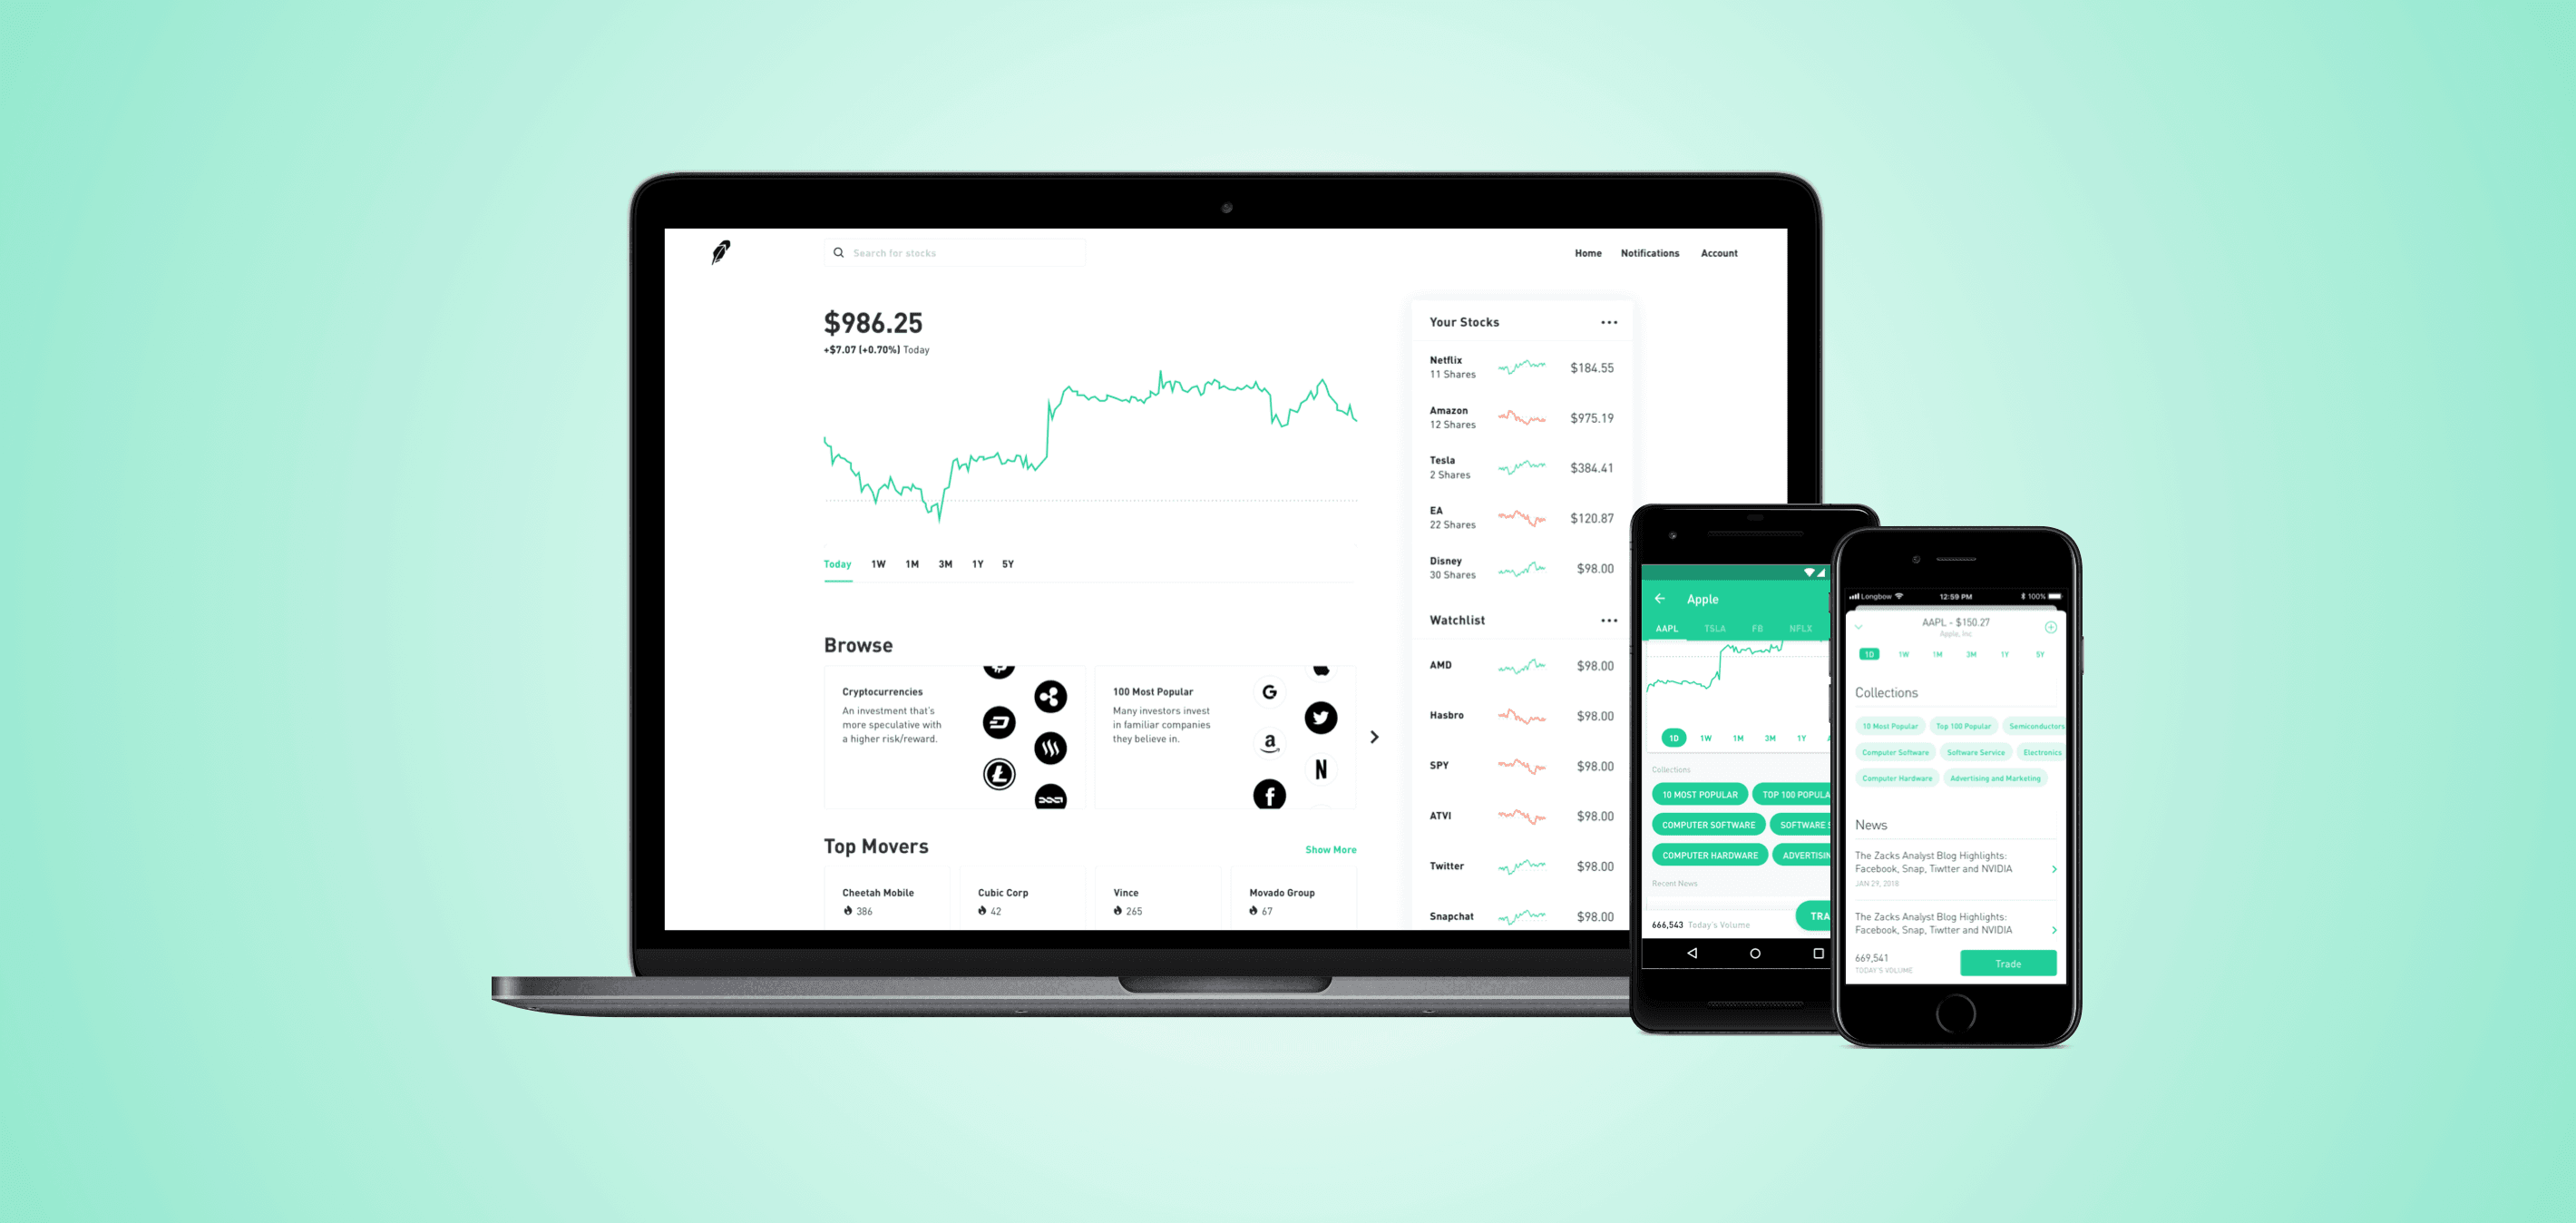 Search for stocks
Home Notifications Account
$986.25
+$7.07 (+0.70%) Today
Today 1W 1M 3M 1Y 5Y
Browse
Cryptocurrencies
An investment that's
more speculative with
a higher risk/reward.
100 Most Popular
Many investors invest
in familiar companies
they believe in.
G
a
N
f
Top Movers
Show More
Cheetah Mobile
386
Cubic Corp
42
Vince
265
Movado Group
67
Your Stocks
Netflix
11 Shares
$184.55
Amazon
12 Shares
$975.19
Tesla
2 Shares
$384.41
EA
22 Shares
$120.87
Disney
30 Shares
$98.00
Watchlist
AMD $98.00
Hasbro $98.00
SPY $98.00
ATVI $98.00
Twitter $98.00
Snapchat $98.00
Apple
AAPL TSLA FB NFLX
1D 1W 1M 3M 1Y
Collections
10 MOST POPULAR TOP 100 POPULA
COMPUTER SOFTWARE SOFTWARE S
COMPUTER HARDWARE ADVERTISIN
Recent News
666,543 Today's Volume
TRA
Longbow 12:59 PM 100%
AAPL - $150.27
Apple, Inc
1D 1W 1M 3M 1Y 5Y
Collections
10 Most Popular Top 100 Popular Semiconductors
Computer Software Software Service Electronics
Computer Hardware Advertising and Marketing
News
The Zacks Analyst Blog Highlights:
Facebook, Snap, Tiwtter and NVIDIA
JAN 29, 2018
The Zacks Analyst Blog Highlights:
Facebook, Snap, Tiwtter and NVIDIA
669,541
TODAY'S VOLUME
Trade